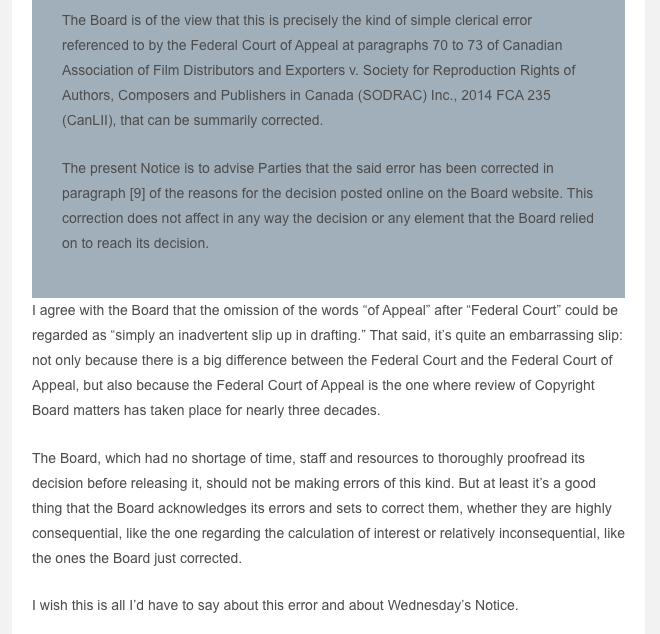 The Board is of the view that this is precisely the kind of simple clerical error
referenced to by the Federal Court of Appeal at paragraphs 70 to 73 of Canadian
Association of Film Distributors and Exporters v. Society for Reproduction Rights of
Authors, Composers and Publishers in Canada (SODRAC) Inc., 2014 FCA 235
(CanLII), that can be summarily corrected.
The present Notice is to advise Parties that the said error has been corrected in
paragraph [9] of the reasons for the decision posted online on the Board website. This
correction does not affect in any way the decision or any element that the Board relied
on to reach its decision.
I agree with the Board that the omission of the words “of Appeal” after “Federal Court” could be
regarded as “simply an inadvertent slip up in drafting.” That said, it’s quite an embarrassing slip:
not only because there is a big difference between the Federal Court and the Federal Court of
Appeal, but also because the Federal Court of Appeal is the one where review of Copyright
Board matters has taken place for nearly three decades.
The Board, which had no shortage of time, staff and resources to thoroughly proofread its
decision before releasing it, should not be making errors of this kind. But at least it’s a good
thing that the Board acknowledges its errors and sets to correct them, whether they are highly
consequential, like the one regarding the calculation of interest or relatively inconsequential, like
the ones the Board just corrected.
I wish this is all I’d have to say about this error and about Wednesday’s Notice.